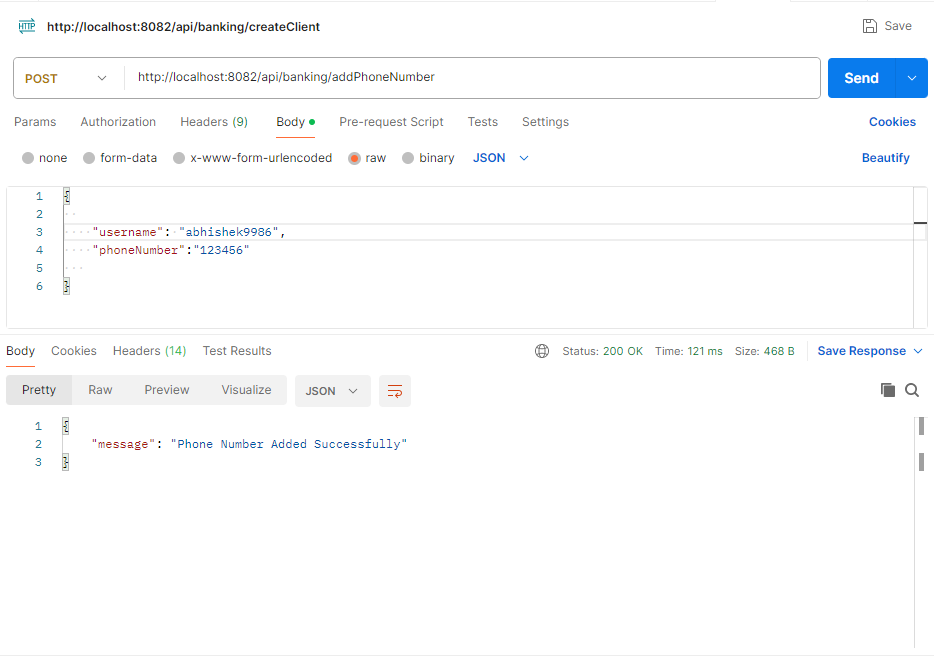 HTTP http://localhost:8082/api/banking/createClient Save
POST http://localhost:8082/api/banking/addPhoneNumber Send
Params Authorization Headers (9) Body Pre-request Script Tests Settings Cookies
none form-data x-www-form-urlencoded raw binary JSON Beautify
1 {
2
3 "username": "abhishek9986",
4 "phoneNumber":"123456"
5
6 }
Body Cookies Headers (14) Test Results Status: 200 OK Time: 121 ms Size: 468 B Save Response
Pretty Raw Preview Visualize JSON
1 {
2 "message": "Phone Number Added Successfully"
3 }